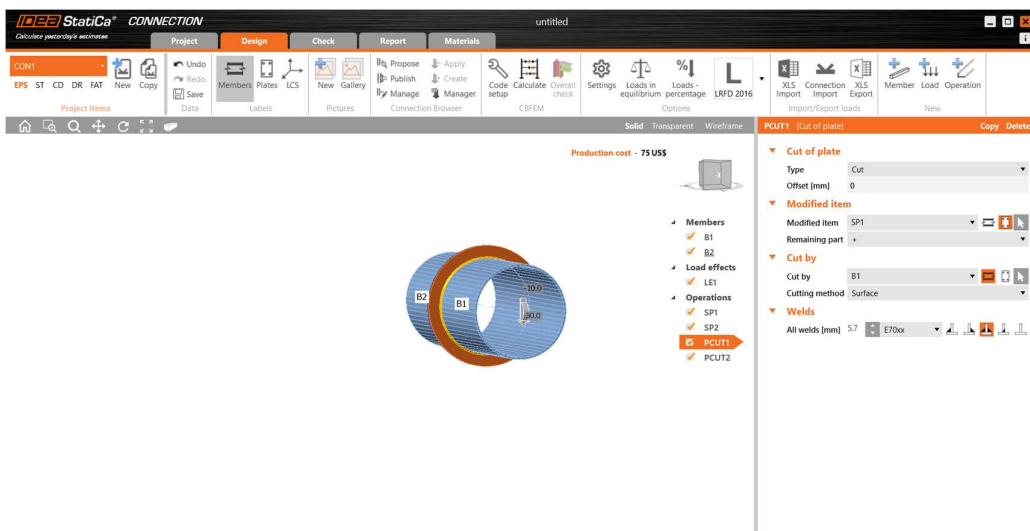 IDEA StatiCa® CONNECTION
untitled
Calculate yesterday's estimates
Project Design Check Report Materials
CON1
EPS ST CD DR FAT
New Copy
Project Items
Undo
Redo
Save
Data
Members Plates LCS
Labels
New Gallery
Pictures
Propose Apply
Publish Create
Manage Manager
Connection Browser
Code setup Calculate Overall check
CBFEM
Settings Loads in equilibrium Loads - percentage LRFD 2016
Options
XLS Import Connection Import XLS Export
Import/Export loads
Member Load Operation
New
Solid Transparent Wireframe
PCUT1 [Cut of plate] Copy Delete
Production cost - 75 US$
Members
B1
B2
Load effects
LE1
Operations
SP1
SP2
PCUT1
PCUT2
B2
B1
-10.0
30.0
Cut of plate
Type Cut
Offset [mm] 0
Modified item
Modified item SP1
Remaining part +
Cut by
Cut by B1
Cutting method Surface
Welds
All welds [mm] 5.7 E70xx